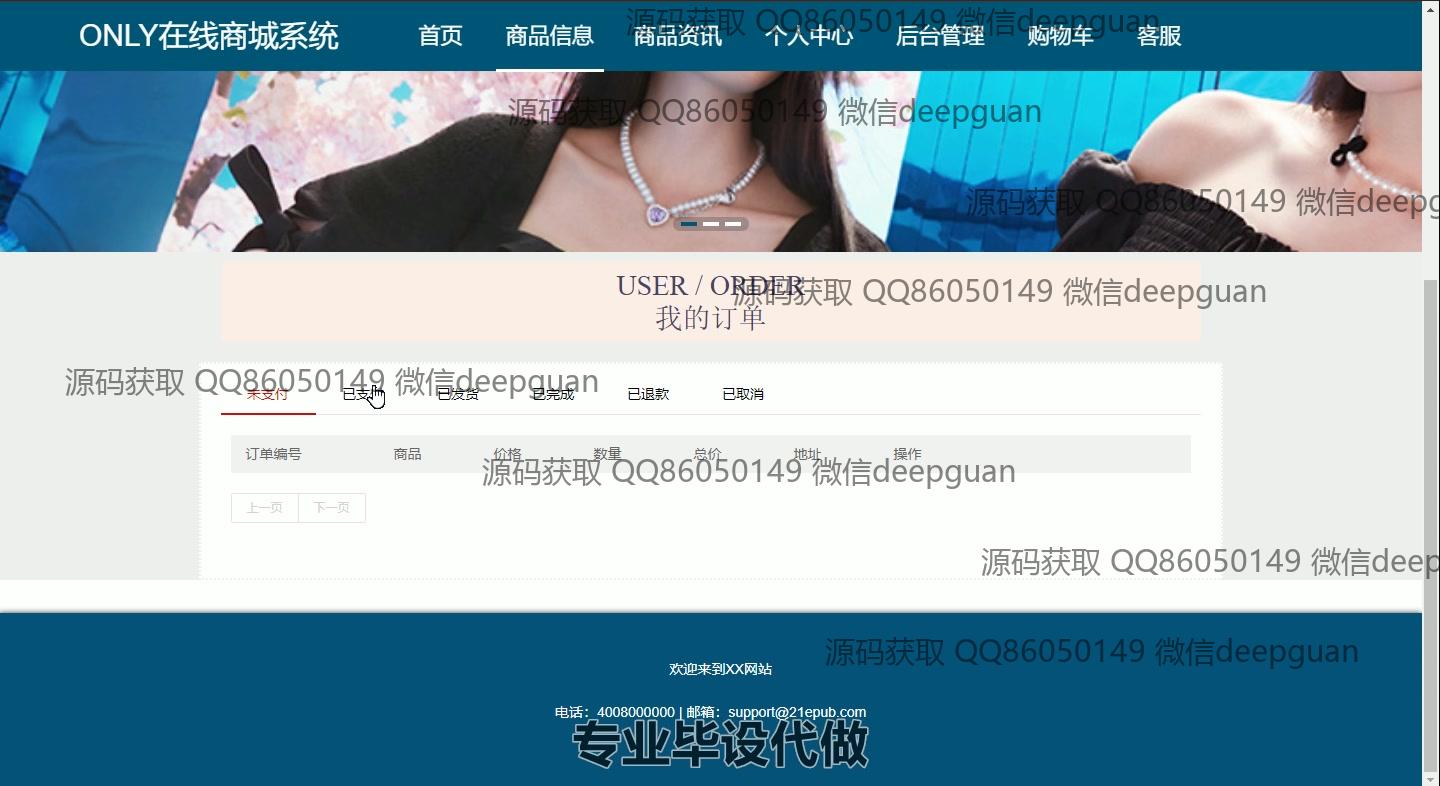 ONLY在线商城系统 首页 商品信息 商品资讯 个人中心 后台管理 购物车 客服
源码获取 QQ86050149 微信deepguan
源码获取 QQ86050149 微信deepguan
源码获取 QQ86050149 微信deepg
USER / ORDER
源码获取 QQ86050149 微信deepguan
我的订单
源码获取 QQ86050149 微信deepguan
未支付 已支 已发货 已完成 已退款 已取消
订单编号 商品 价格 数量 总价 地址 操作
源码获取 QQ86050149 微信deepguan
上一页 下一页
源码获取 QQ86050149 微信deep
源码获取 QQ86050149 微信deepguan
欢迎来到XX网站
电话：4008000000 | 邮箱：support@21epub.com
专业毕设代做